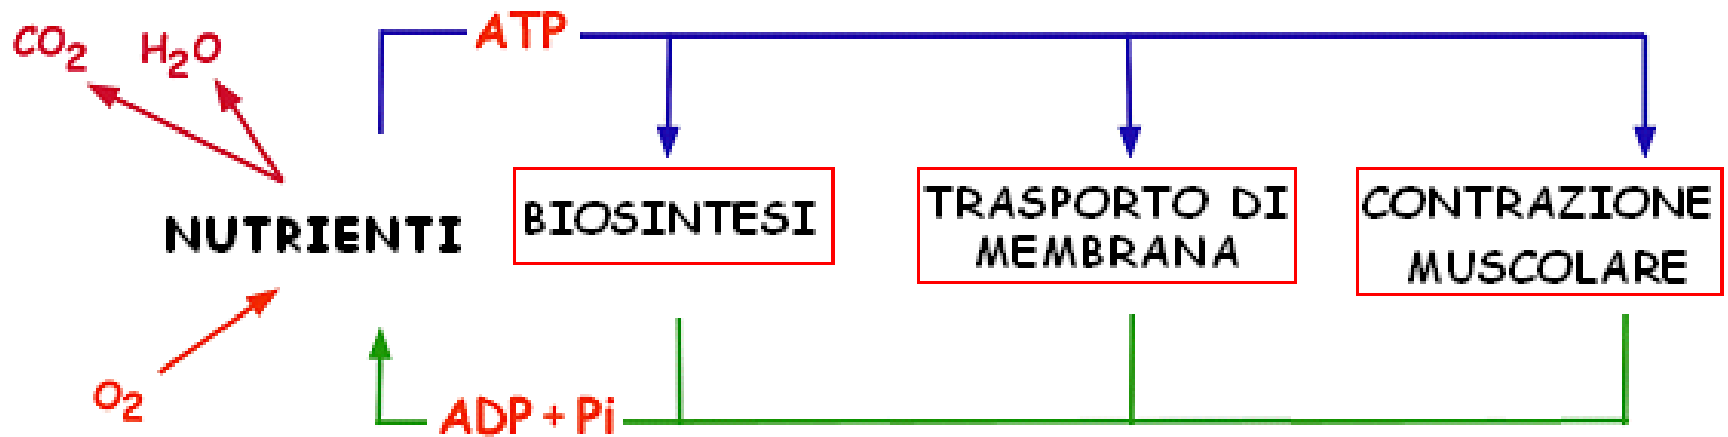 CO2
H2O
ATP
NUTRIENTI
BIOSINTESI
TRASPORTO DI
MEMBRANA
CONTRAZIONE
MUSCOLARE
O2
ADP + Pi